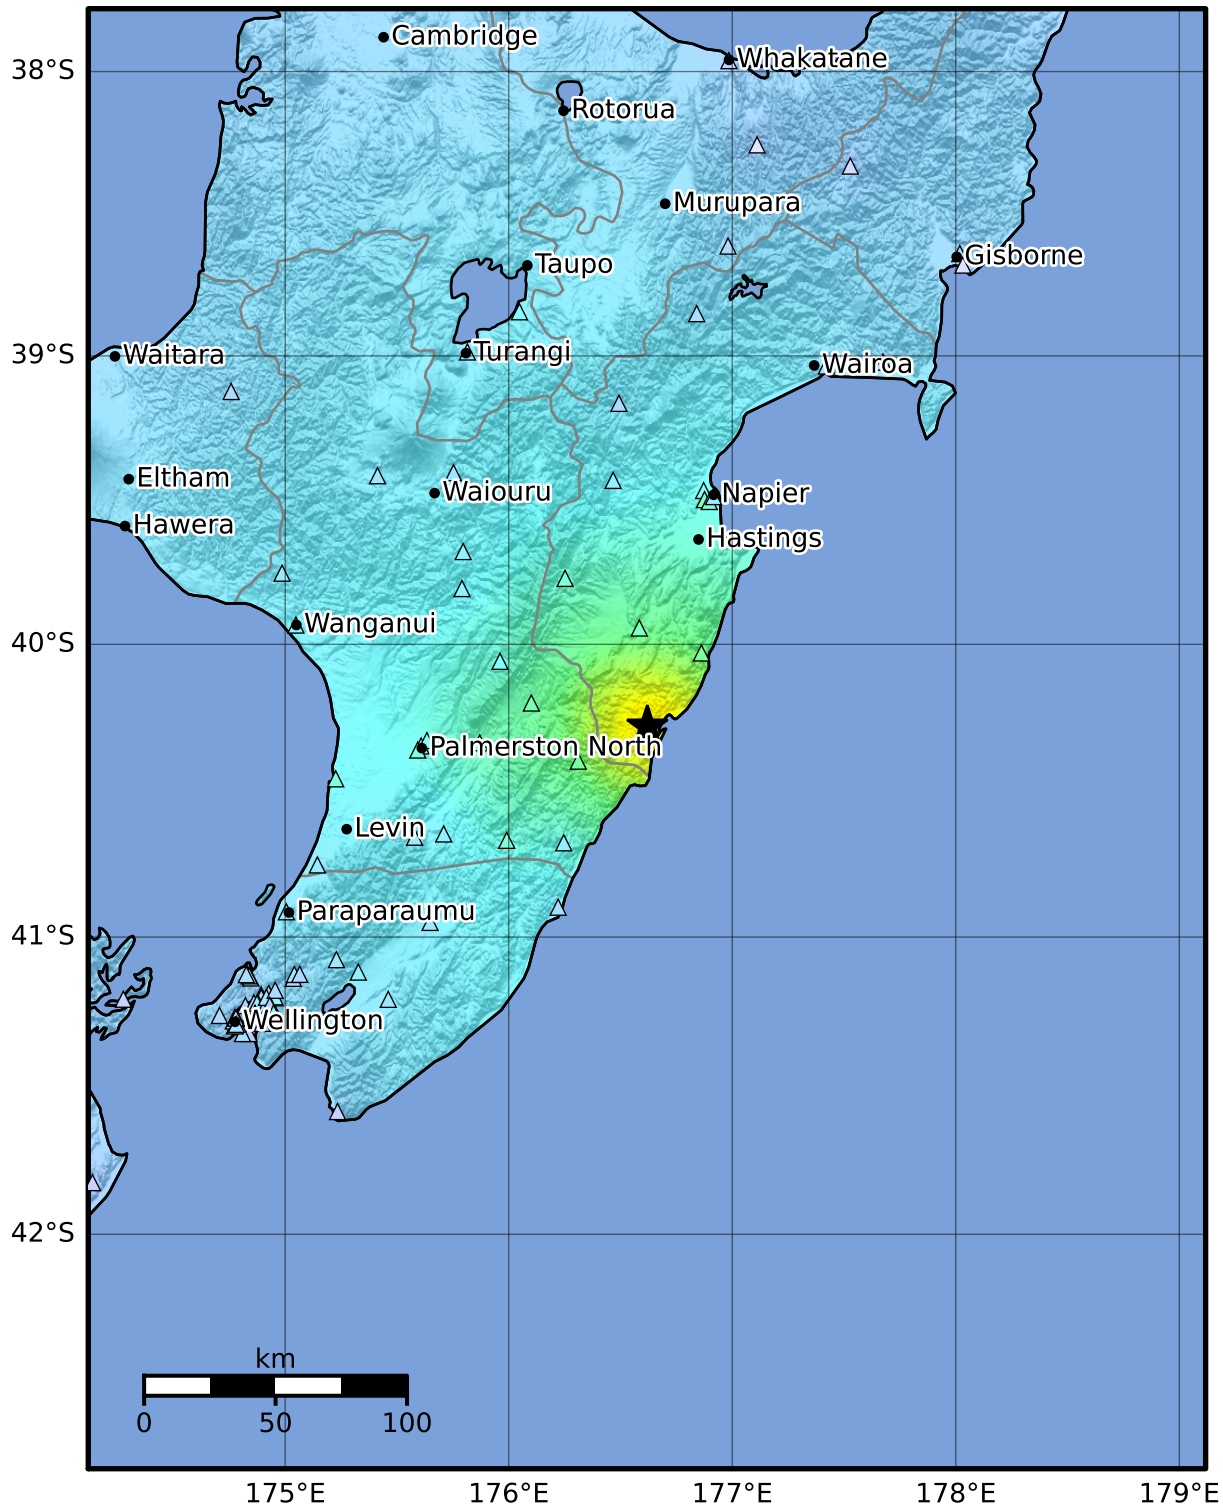 Cambridge
Whakatane
38°S
Rotorua
Murupara
Gisborne
Taupo
Turangi
Waitara
39°S
Wairoa
Eltham
Waiouru
Napier
Hawera
Hastings
Wanganui
40°S
Palmerston North
Levin
Paraparaumu
41°S
Wellington
42°S
km
0 50 100
175°E 176°E 177°E 178°E 179°E